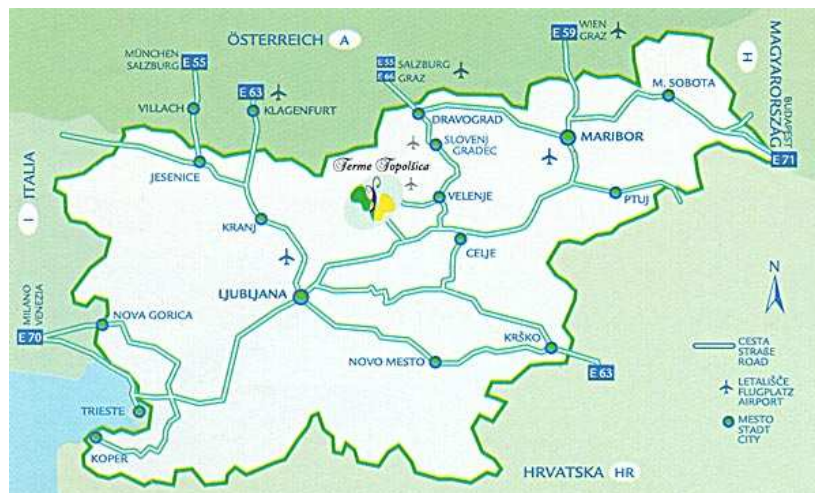 ÖSTERREICH A
MÜNCHEN
SALZBURG
E 55
E 63
VILLACH
KLAGENFURT
E 55 SALZBURG
E 66 GRAZ
E 59
WIEN
GRAZ
H
MAGYARORSZÁG
BUDAPEST
E 71
M. SOBOTA
DRAVOGRAD
SLOVENJ
GRADEC
MARIBOR
Terme Topolšica
JESENICE
VELENJE
PTUJ
I ITALIA
KRANJ
CELJE
LJUBLJANA
N
MILANO
VENEZIA
E 70
NOVA GORICA
KRŠKO
NOVO MESTO
E 63
CESTA
STRAßE
ROAD
LETALIŠČE
FLUGPLATZ
AIRPORT
MESTO
STADT
CITY
TRIESTE
KOPER
HRVATSKA HR